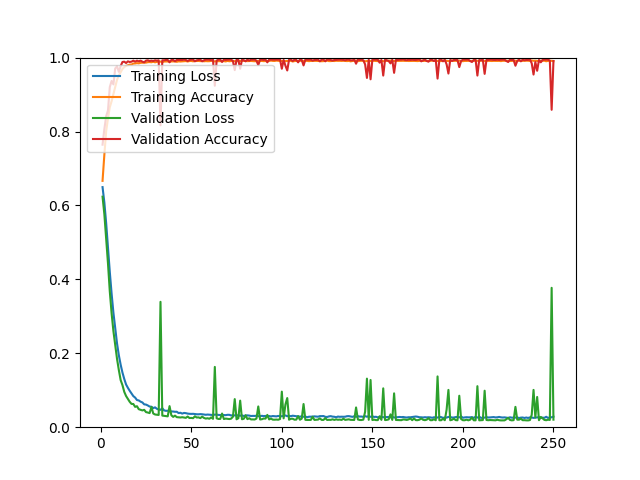 1.0
0.8
0.6
0.4
0.2
0.0
Training Loss
Training Accuracy
Validation Loss
Validation Accuracy
0 50 100 150 200 250